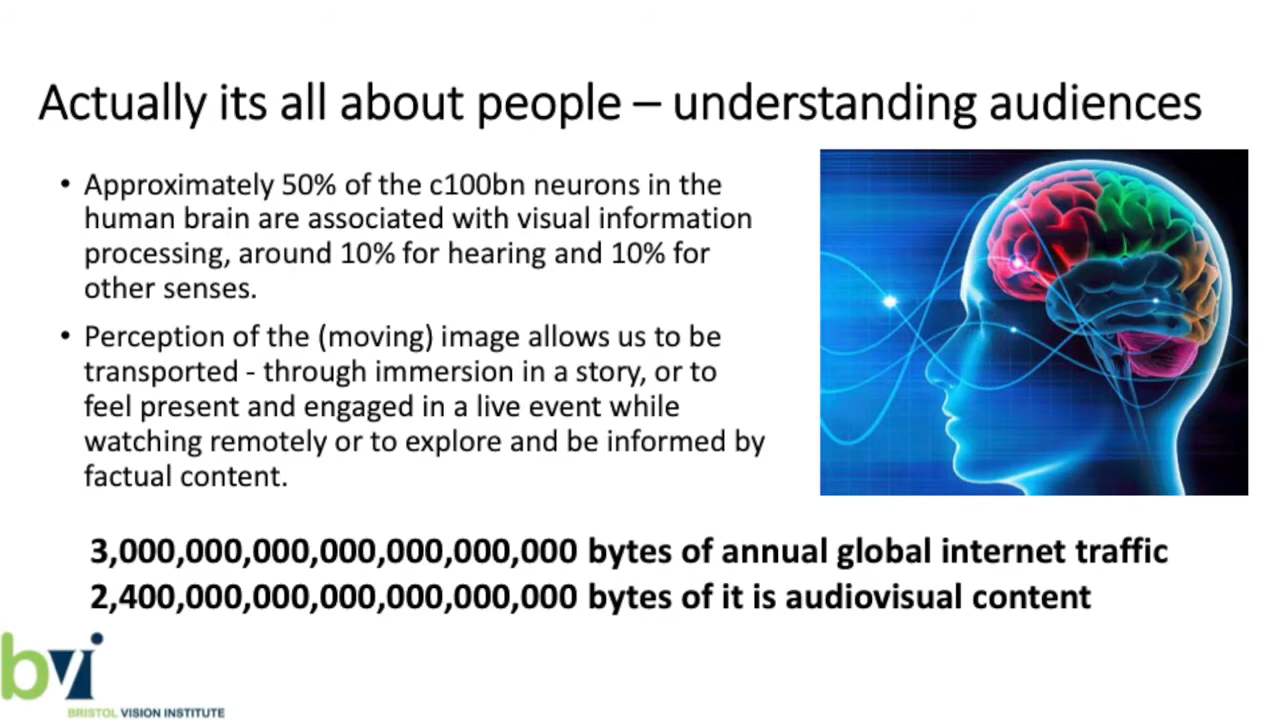 Actually its all about people – understanding audiences
• Approximately 50% of the c100bn neurons in the
human brain are associated with visual information
processing, around 10% for hearing and 10% for
other senses.
• Perception of the (moving) image allows us to be
transported - through immersion in a story, or to
feel present and engaged in a live event while
watching remotely or to explore and be informed by
factual content.
3,000,000,000,000,000,000,000 bytes of annual global internet traffic
2,400,000,000,000,000,000,000 bytes of it is audiovisual content
bvi
BRISTOL VISION INSTITUTE